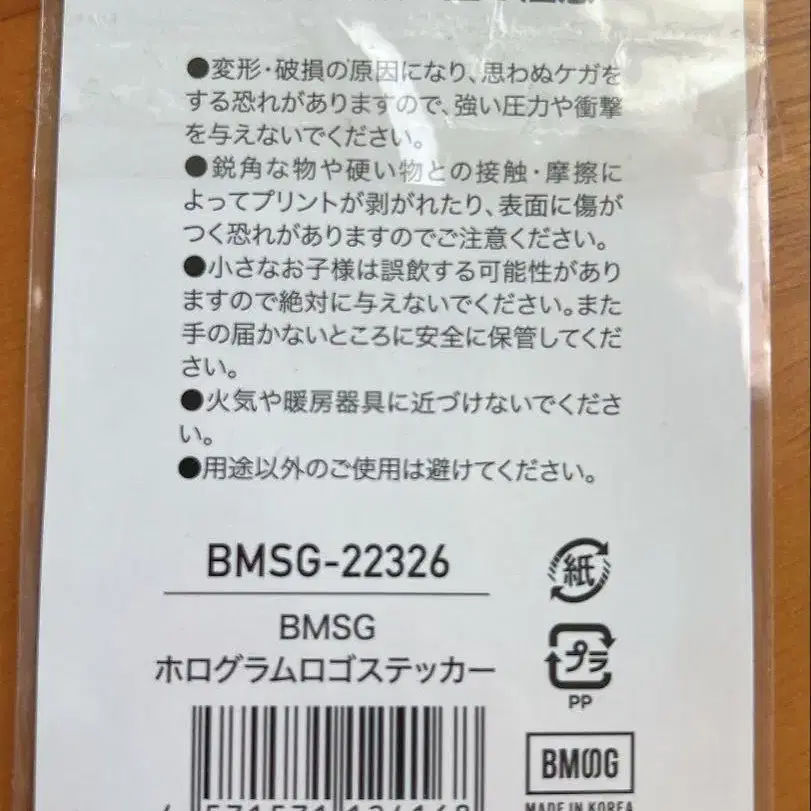 ●変形・破損の原因になり、思わぬケガを
する恐れがありますので、強い圧力や衝撃
を与えないでください。
●鋭角な物や硬い物との接触・摩擦に
よってプリントが剥がれたり、表面に傷が
つく恐れがありますのでご注意ください。
●小さなお子様は誤飲する可能性があり
ますので絶対に与えないでください。また
手の届かないところに安全に保管してくだ
さい。
●火気や暖房器具に近づけないでくださ
い。
●用途以外のご使用は避けてください。
BMSG-22326
紙
BMSG
ホログラムロゴステッカー
プラ
PP
BMSG
MADE IN KOREA